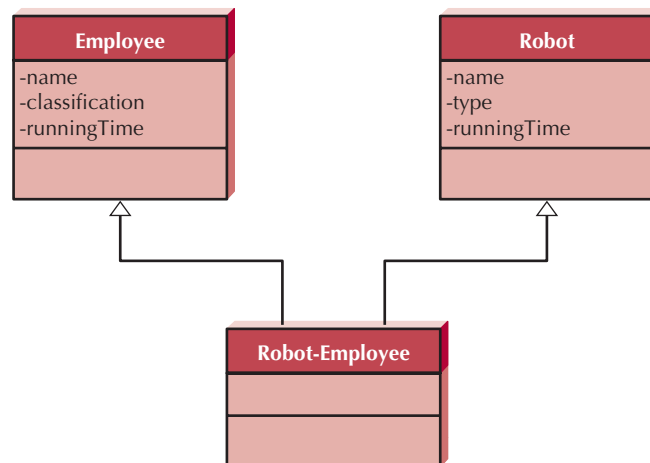 Employee
-name
-classification
-runningTime
Robot
-name
-type
-runningTime
Robot-Employee